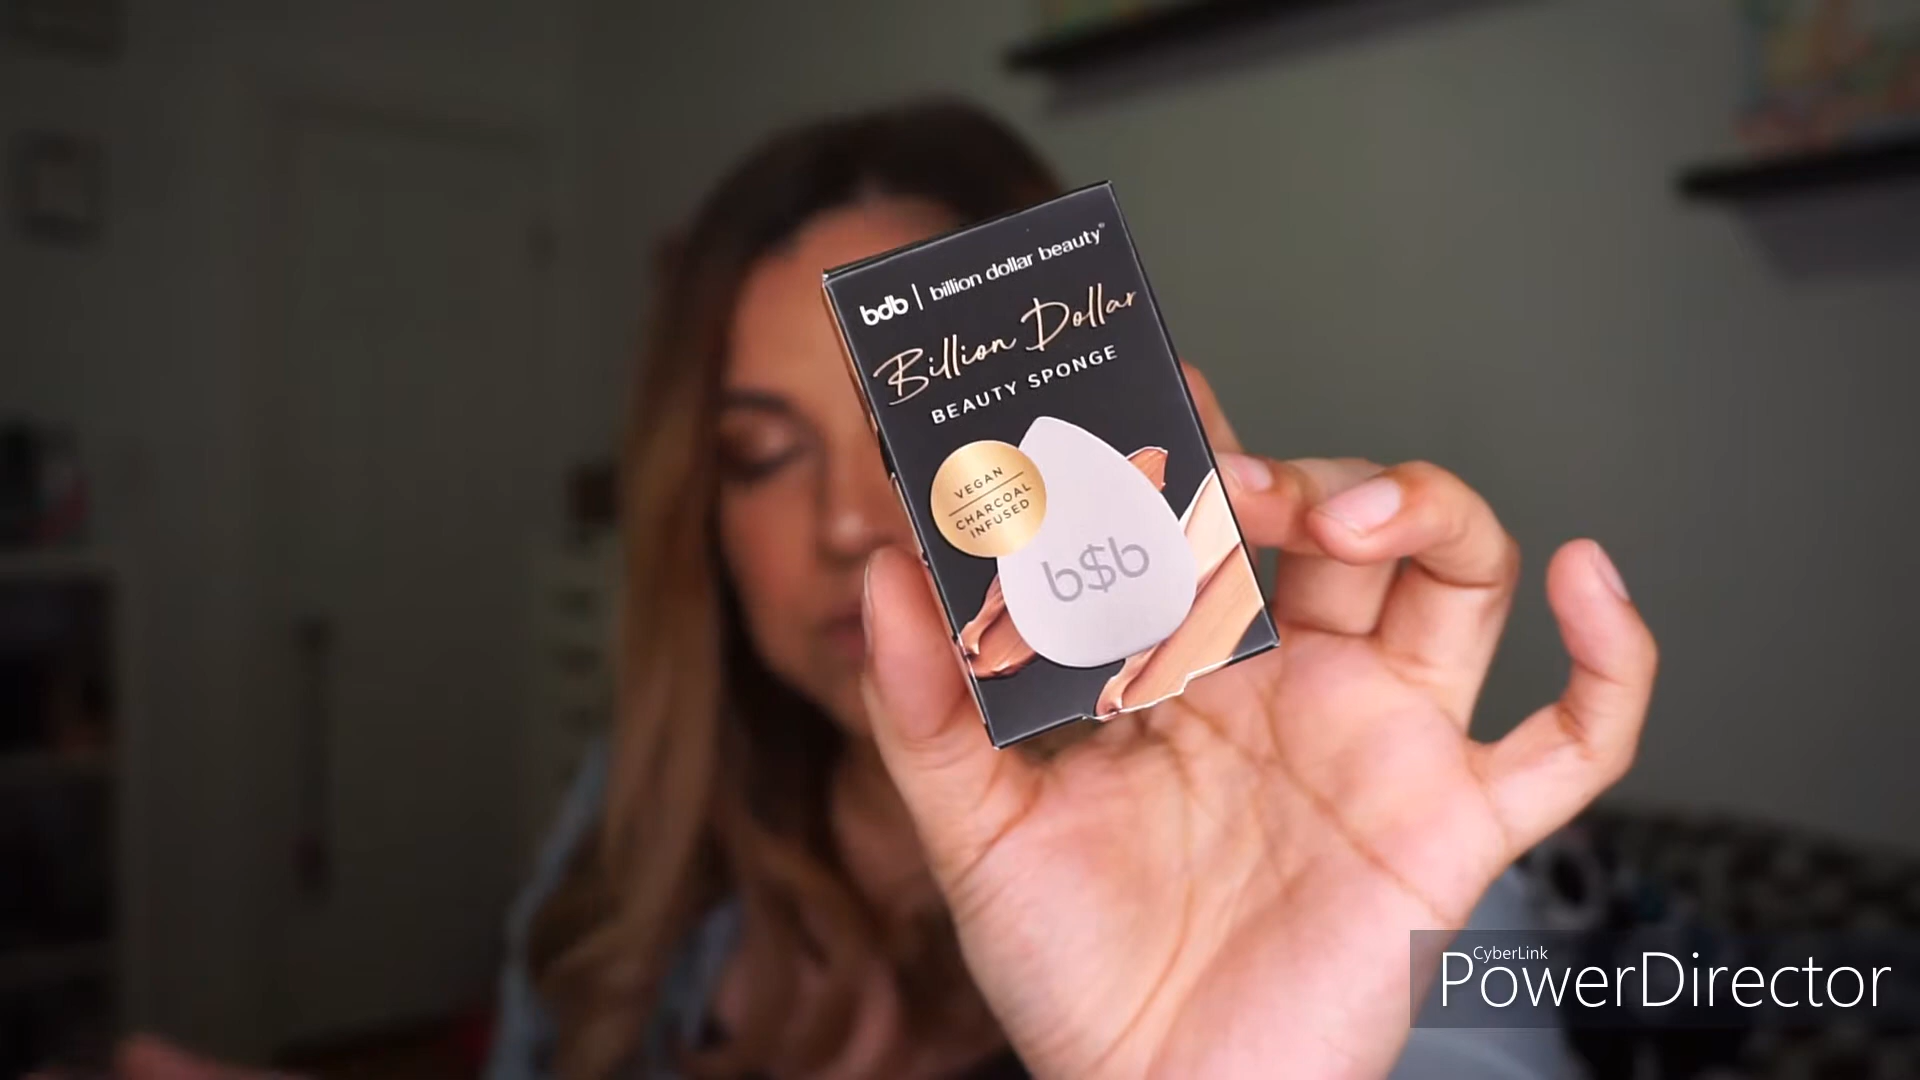 bdb | billion dollar beauty®
Billion Dollar
BEAUTY SPONGE
VEGAN
CHARCOAL
INFUSED
b$b
CyberLink
PowerDirector